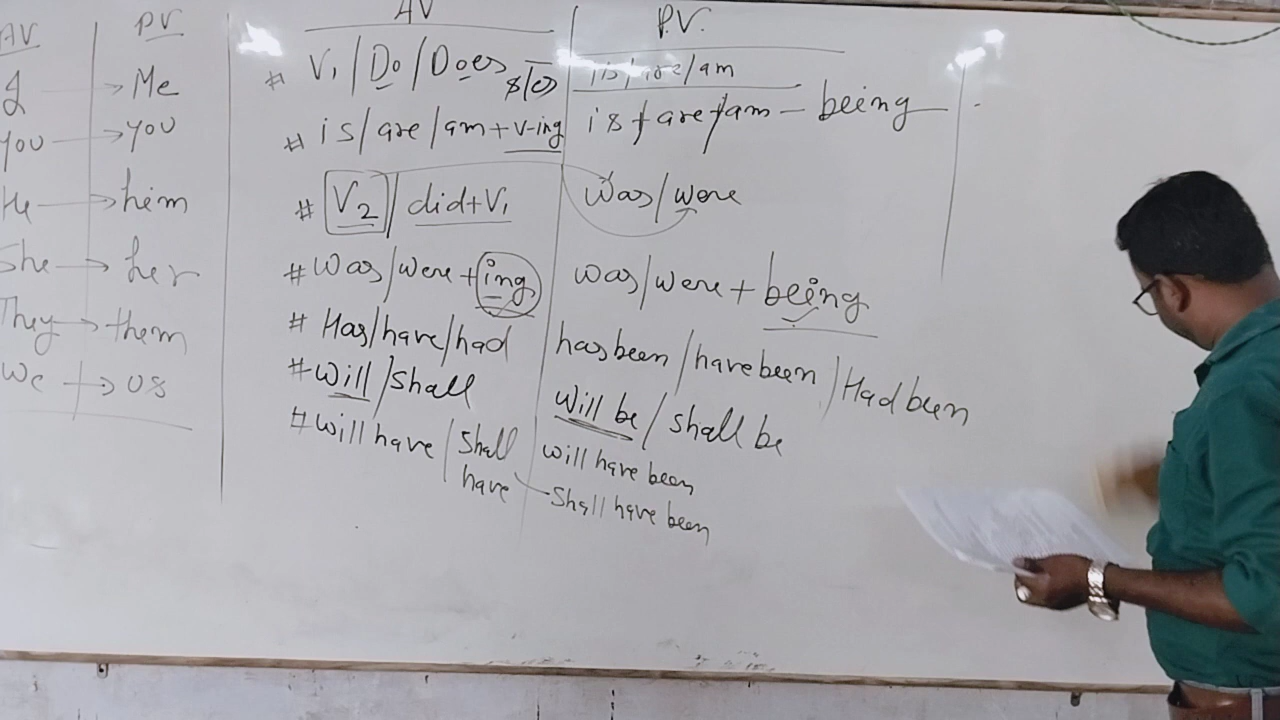 AV PV
I → Me
you → you
He → him
She → her
They → them
We → us
AV P.V.
# V₁ / Do / Does s/es is/are/am
# is/are/am + v-ing is/are/am - being
# V₂ / did + V₁ was/were
# was/were + ing was/were + being
# Has/have/had has been / have been / Had been
# will/shall will be / shall be
# will have / shall have will have been
shall have been